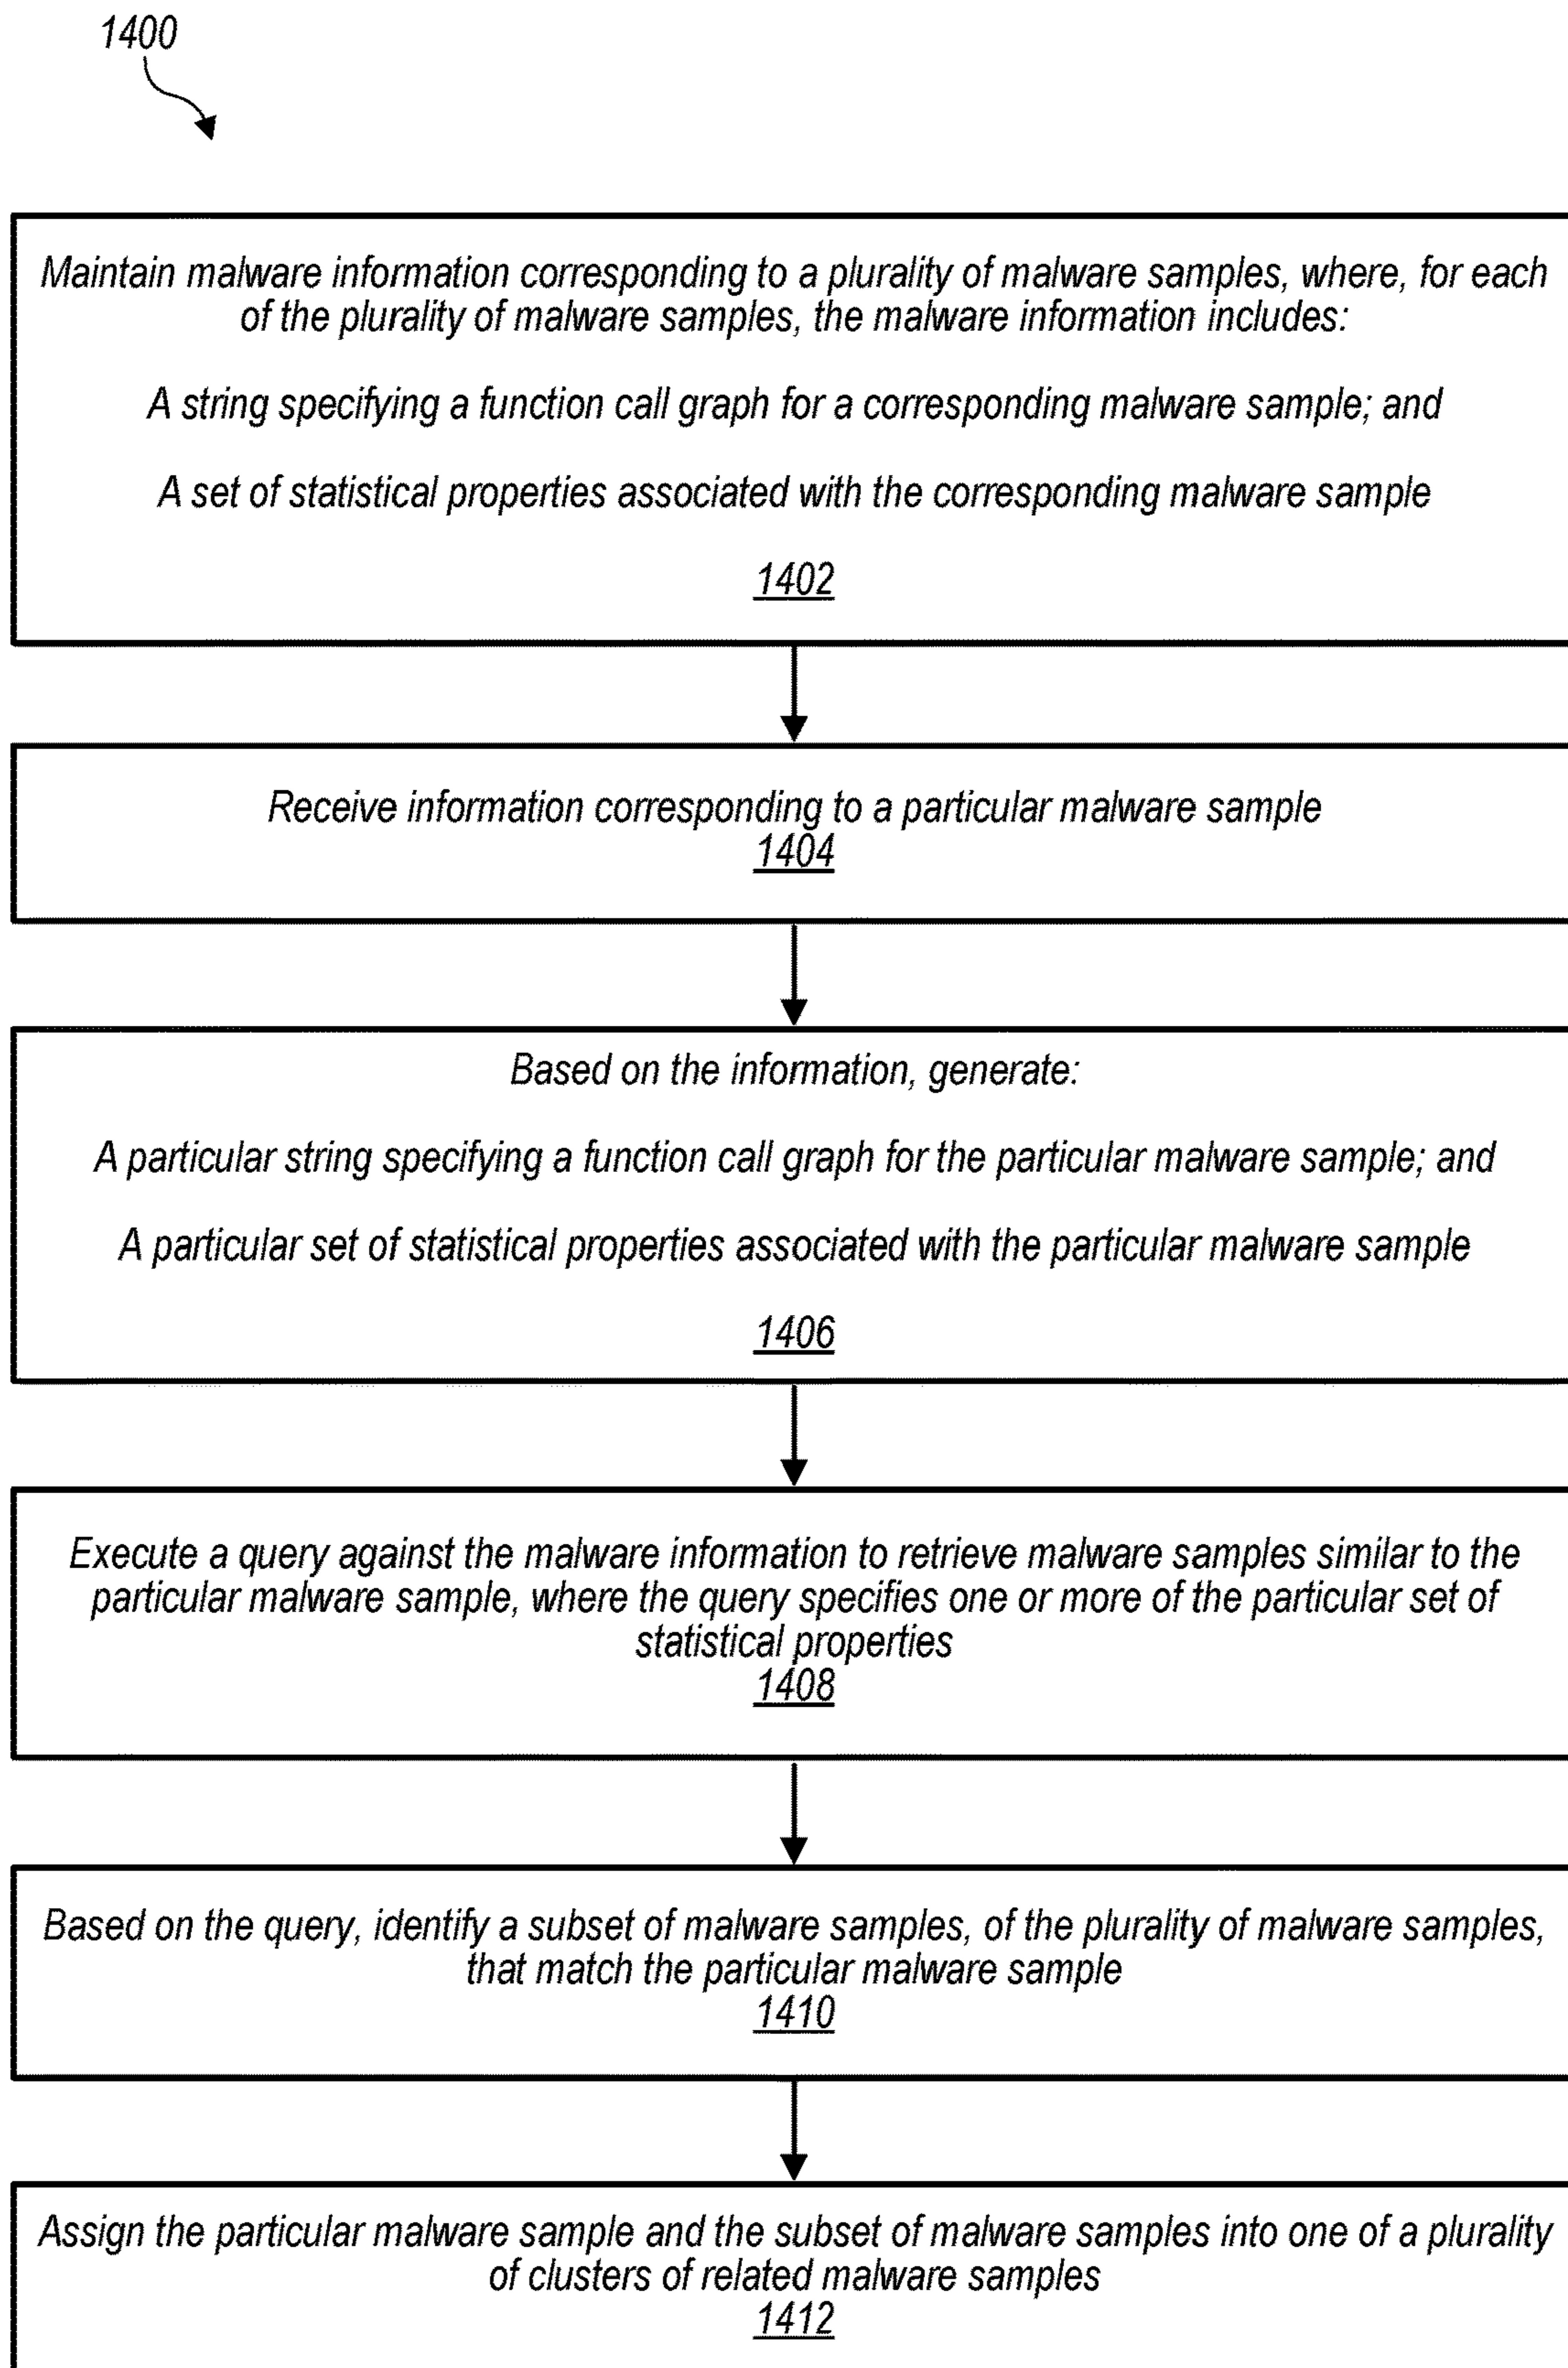 1400
Maintain malware information corresponding to a plurality of malware samples, where, for each
of the plurality of malware samples, the malware information includes:
A string specifying a function call graph for a corresponding malware sample; and
A set of statistical properties associated with the corresponding malware sample
1402
Receive information corresponding to a particular malware sample
1404
Based on the information, generate:
A particular string specifying a function call graph for the particular malware sample; and
A particular set of statistical properties associated with the particular malware sample
1406
Execute a query against the malware information to retrieve malware samples similar to the
particular malware sample, where the query specifies one or more of the particular set of
statistical properties
1408
Based on the query, identify a subset of malware samples, of the plurality of malware samples,
that match the particular malware sample
1410
Assign the particular malware sample and the subset of malware samples into one of a plurality
of clusters of related malware samples
1412